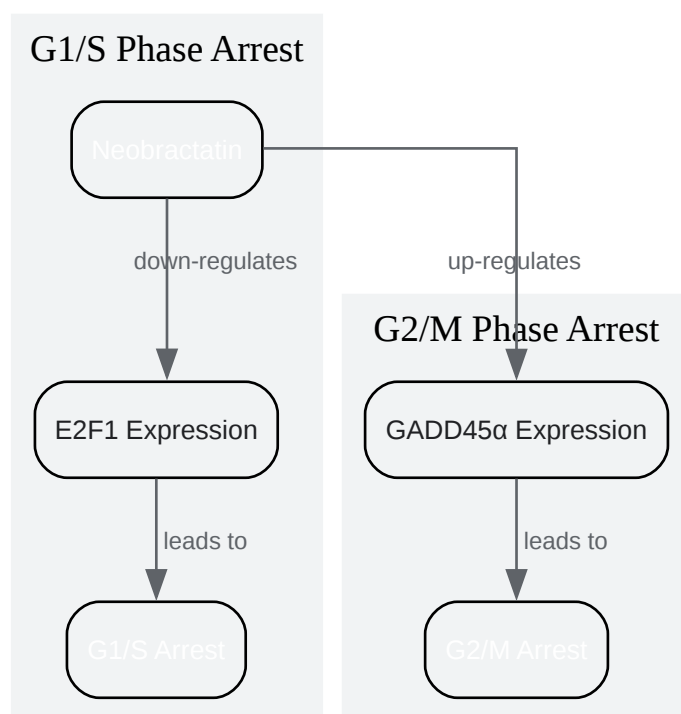 G1/S Phase Arrest
Neobractatin
down-regulates
up-regulates
G2/M Phase Arrest
E2F1 Expression
GADD45α Expression
leads to
leads to
G1/S Arrest
G2/M Arrest